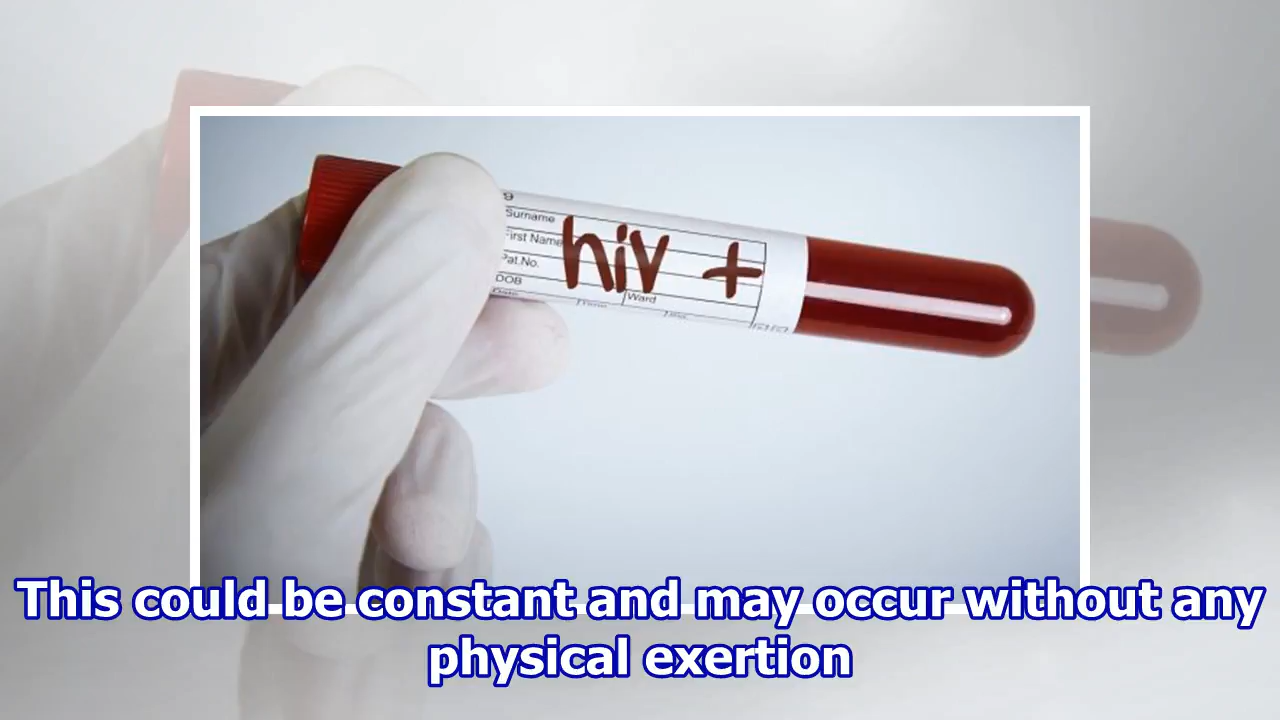 9
Surname
First Name
Pat.No.
DOB
Ward
hiv +
This could be constant and may occur without any
physical exertion